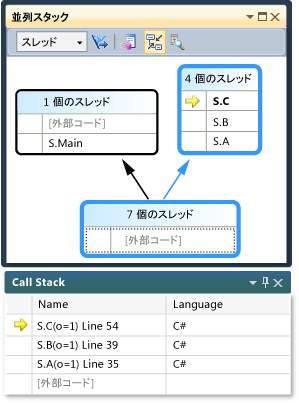 並列スタック
スレッド
1 個のスレッド
[外部コード]
S.Main
4 個のスレッド
S.C
S.B
S.A
7 個のスレッド
[外部コード]
Call Stack
Name Language
S.C(o=1) Line 54 C#
S.B(o=1) Line 39 C#
S.A(o=1) Line 35 C#
[外部コード]